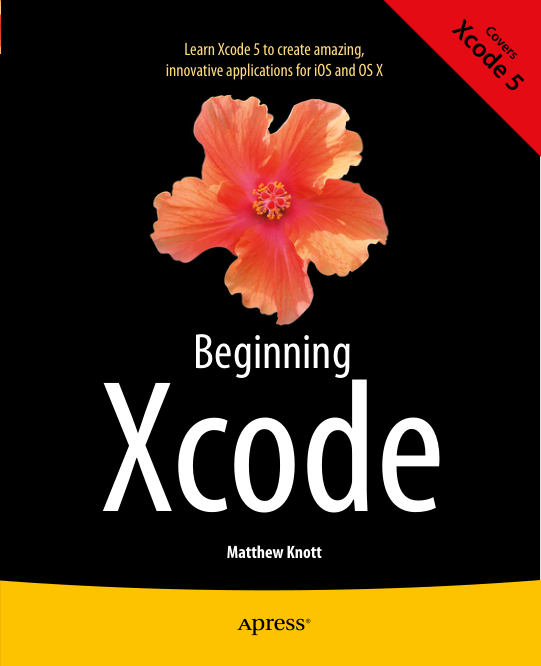 Covers
Xcode 5
Learn Xcode 5 to create amazing,
innovative applications for iOS and OS X
Beginning
Xcode
Matthew Knott
Apress®